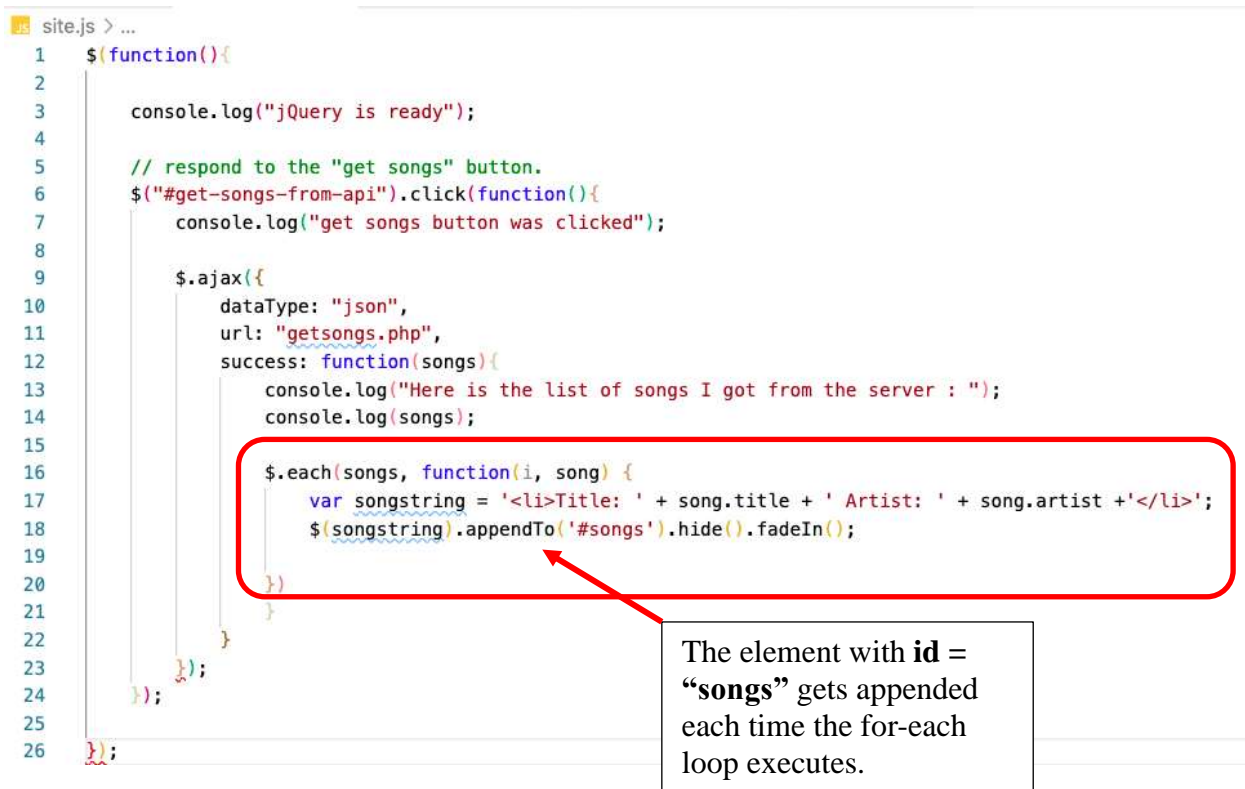 JS site.js > ...
1 $(function(){
2
3 console.log("jQuery is ready");
4
5 // respond to the "get songs" button.
6 $("#get-songs-from-api").click(function(){
7 console.log("get songs button was clicked");
8
9 $.ajax({
10 dataType: "json",
11 url: "getsongs.php",
12 success: function(songs){
13 console.log("Here is the list of songs I got from the server : ");
14 console.log(songs);
15
16 $.each(songs, function(i, song) {
17 var songstring = '<li>Title: ' + song.title + ' Artist: ' + song.artist +'</li>';
18 $(songstring).appendTo('#songs').hide().fadeIn();
19
20 })
21 }
22 }
23 });
24 });
25
26 });
The element with id =
“songs” gets appended
each time the for-each
loop executes.